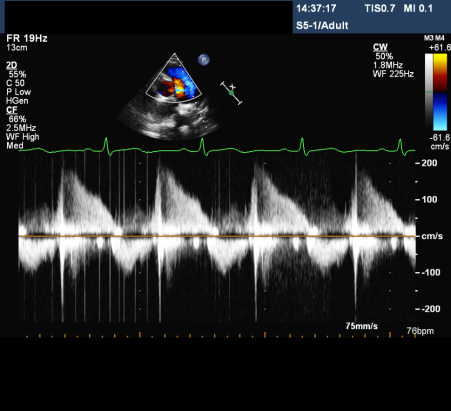 14:37:17 TIS0.7 MI 0.1
S5-1/Adult
FR 19Hz
13cm
2D
55%
C 50
P Low
HGen
CF
66%
2.5MHz
WF High
Med
P
CW
50%
1.8MHz
WF 225Hz
M3 M4
+61.6
-61.6
cm/s
200
100
cm/s
-100
-200
75mm/s
76bpm